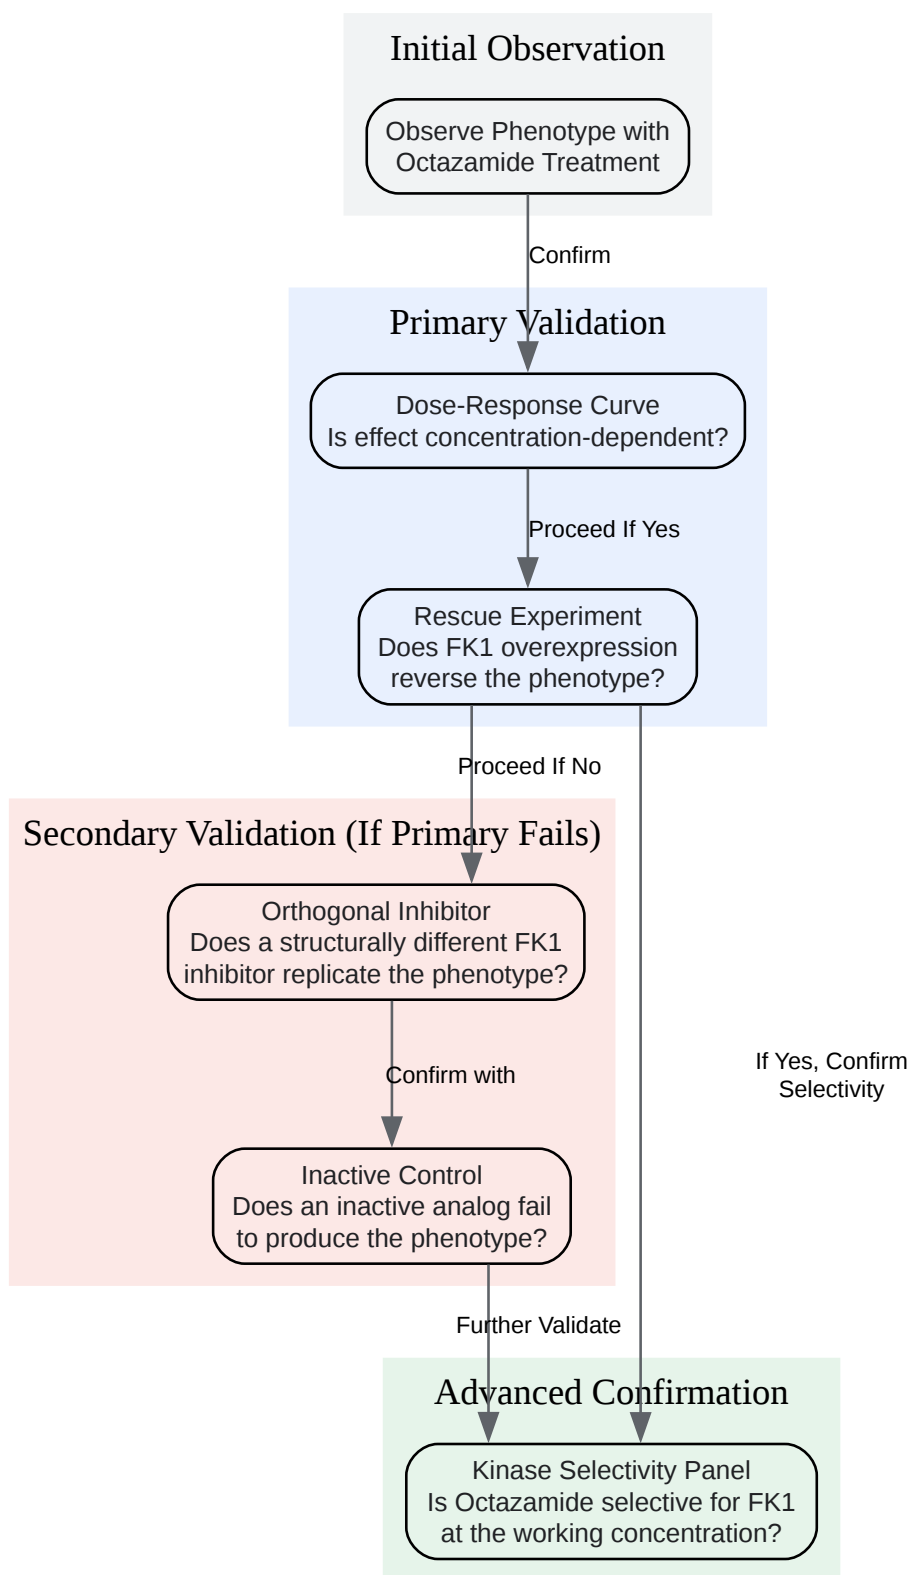 Initial Observation
Observe Phenotype with
Octazamide Treatment
Confirm
Primary Validation
Dose-Response Curve
Is effect concentration-dependent?
Proceed If Yes
Rescue Experiment
Does FK1 overexpression
reverse the phenotype?
Proceed If No
Secondary Validation (If Primary Fails)
Orthogonal Inhibitor
Does a structurally different FK1
inhibitor replicate the phenotype?
If Yes, Confirm
Selectivity
Confirm with
Inactive Control
Does an inactive analog fail
to produce the phenotype?
Further Validate
Advanced Confirmation
Kinase Selectivity Panel
Is Octazamide selective for FK1
at the working concentration?